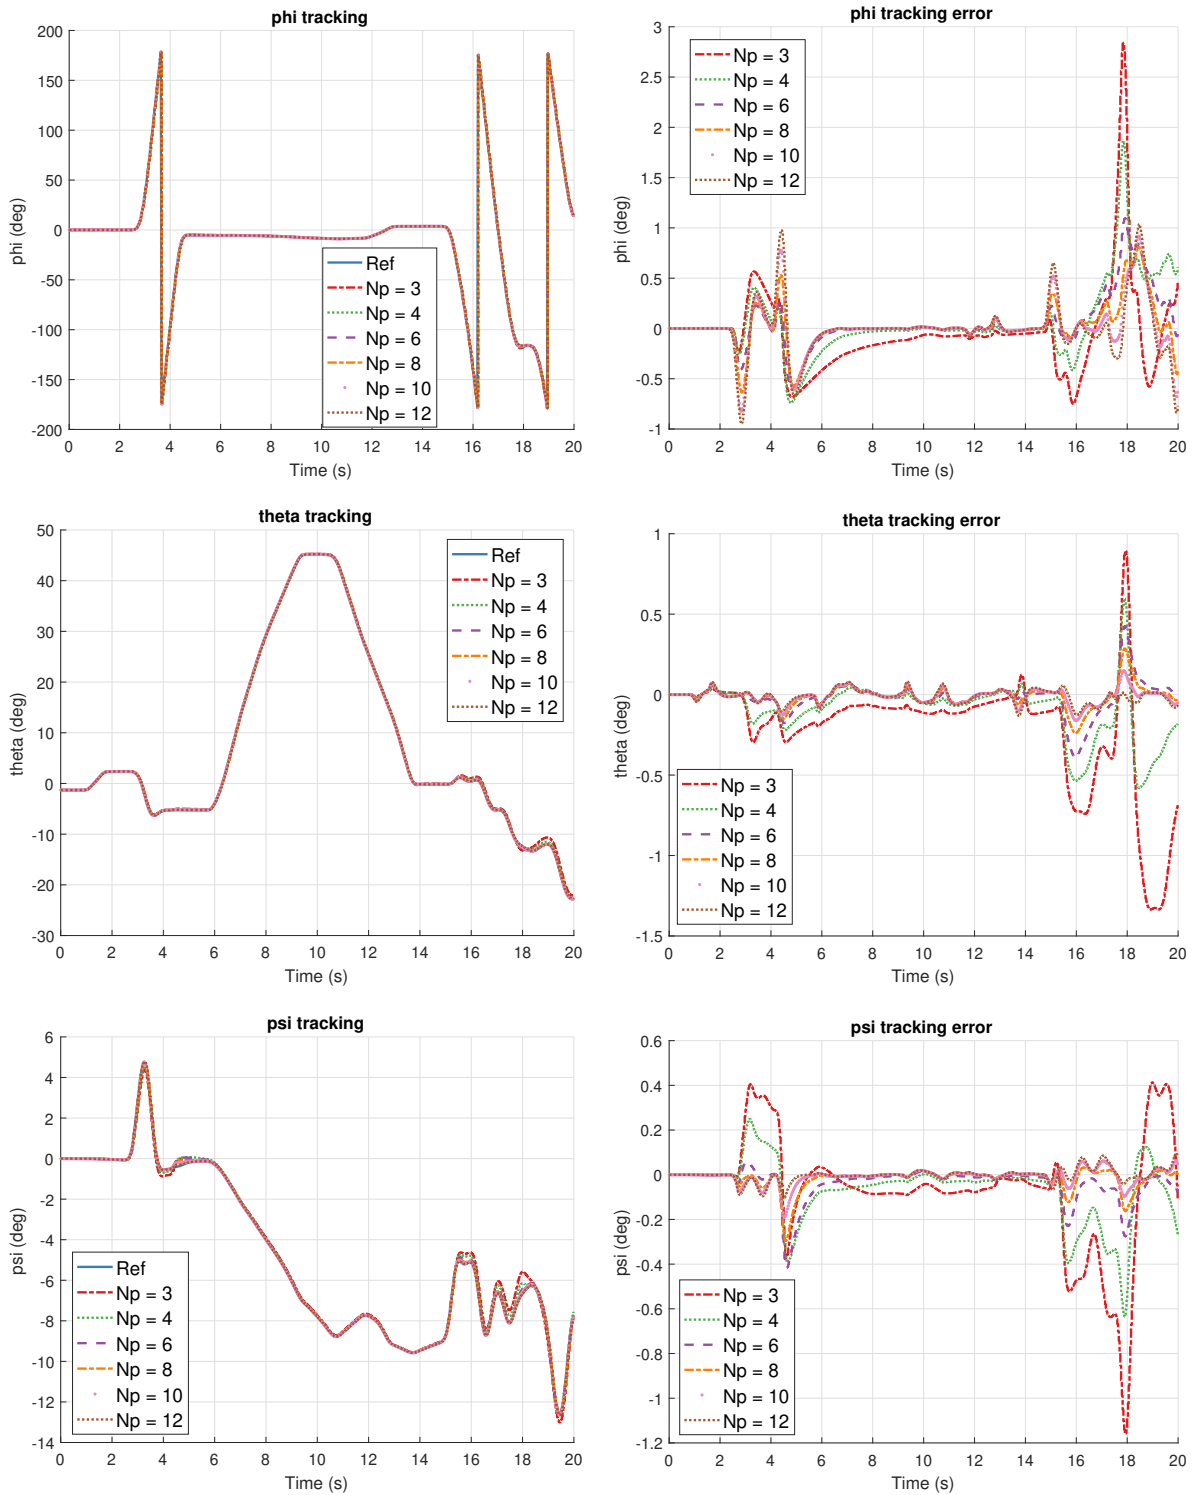 phi tracking
200
150
100
50
0
-50
-100
-150
-200
phi (deg)
Ref
Np = 3
Np = 4
Np = 6
Np = 8
Np = 10
Np = 12
0 2 4 6 8 10 12 14 16 18 20
Time (s)
phi tracking error
3
2.5
2
1.5
1
0.5
0
-0.5
-1
phi (deg)
Np = 3
Np = 4
Np = 6
Np = 8
Np = 10
Np = 12
0 2 4 6 8 10 12 14 16 18 20
Time (s)
theta tracking
50
40
30
20
10
0
-10
-20
-30
theta (deg)
Ref
Np = 3
Np = 4
Np = 6
Np = 8
Np = 10
Np = 12
0 2 4 6 8 10 12 14 16 18 20
Time (s)
theta tracking error
1
0.5
0
-0.5
-1
-1.5
theta (deg)
Np = 3
Np = 4
Np = 6
Np = 8
Np = 10
Np = 12
0 2 4 6 8 10 12 14 16 18 20
Time (s)
psi tracking
6
4
2
0
-2
-4
-6
-8
-10
-12
-14
psi (deg)
Ref
Np = 3
Np = 4
Np = 6
Np = 8
Np = 10
Np = 12
0 2 4 6 8 10 12 14 16 18 20
Time (s)
psi tracking error
0.6
0.4
0.2
0
-0.2
-0.4
-0.6
-0.8
-1
-1.2
psi (deg)
Np = 3
Np = 4
Np = 6
Np = 8
Np = 10
Np = 12
0 2 4 6 8 10 12 14 16 18 20
Time (s)